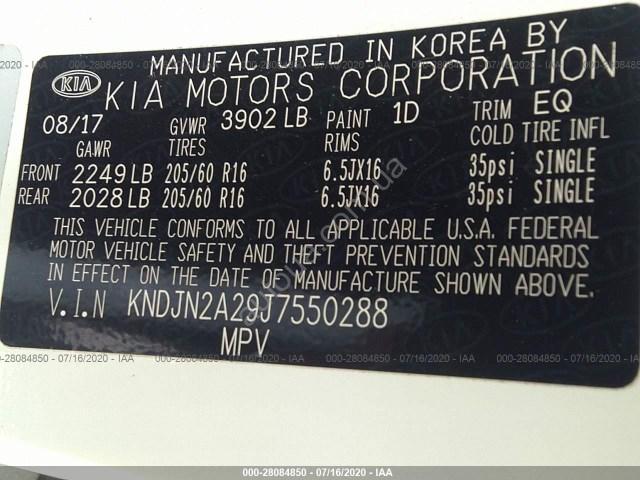 MANUFACTURED IN KOREA BY
KIA KIA MOTORS CORPORATION
08/17 GVWR 3902 LB PAINT 1D TRIM EQ
GAWR TIRES RIMS COLD TIRE INFL
FRONT 2249 LB 205/60 R16 6.5JX16 35psi SINGLE
REAR 2028 LB 205/60 R16 6.5JX16 35psi SINGLE
THIS VEHICLE CONFORMS TO ALL APPLICABLE U.S.A. FEDERAL
MOTOR VEHICLE SAFETY AND THEFT PREVENTION STANDARDS
IN EFFECT ON THE DATE OF MANUFACTURE SHOWN ABOVE.
V.I.N KNDJN2A29J7550288
MPV
000-28084850 - 07/16/2020 - IAA